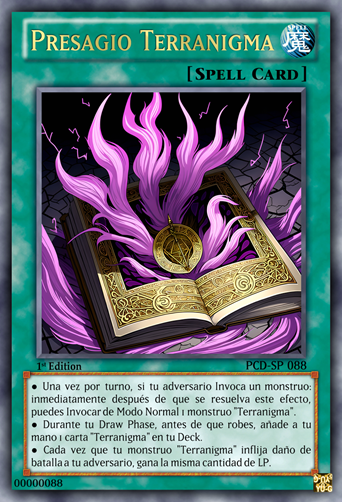 PRESAGIO TERRANIGMA
SPELL
魔
[SPELL CARD]
1st Edition
PCD-SP 088
● Una vez por turno, si tu adversario Invoca un monstruo:
inmediatamente después de que se resuelva este efecto,
puedes Invocar de Modo Normal 1 monstruo "Terranigma".
● Durante tu Draw Phase, antes de que robes, añade a tu
mano 1 carta "Terranigma" en tu Deck.
● Cada vez que tu monstruo "Terranigma" inflija daño de
batalla a tu adversario, gana la misma cantidad de LP.
00000088